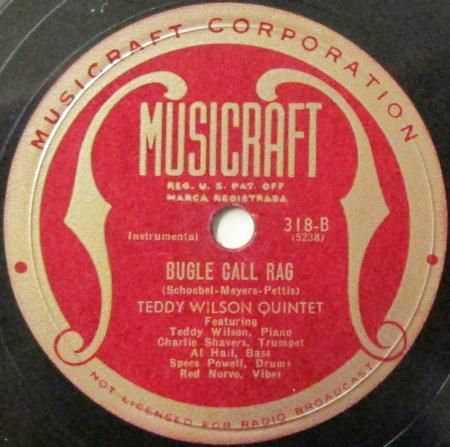 MUSICRAFT CORPORATION
MUSICRAFT
REG. U. S. PAT. OFF
MARCA REGISTRADA
Instrumental
318-B
(5238)
BUGLE CALL RAG
(Schoebel-Meyers-Pettis)
TEDDY WILSON QUINTET
Featuring
Teddy Wilson, Piano
Charlie Shavers, Trumpet
Al Hall, Bass
Specs Powell, Drums
Red Norvo, Vibes
NOT LICENSED FOR RADIO BROADCAST